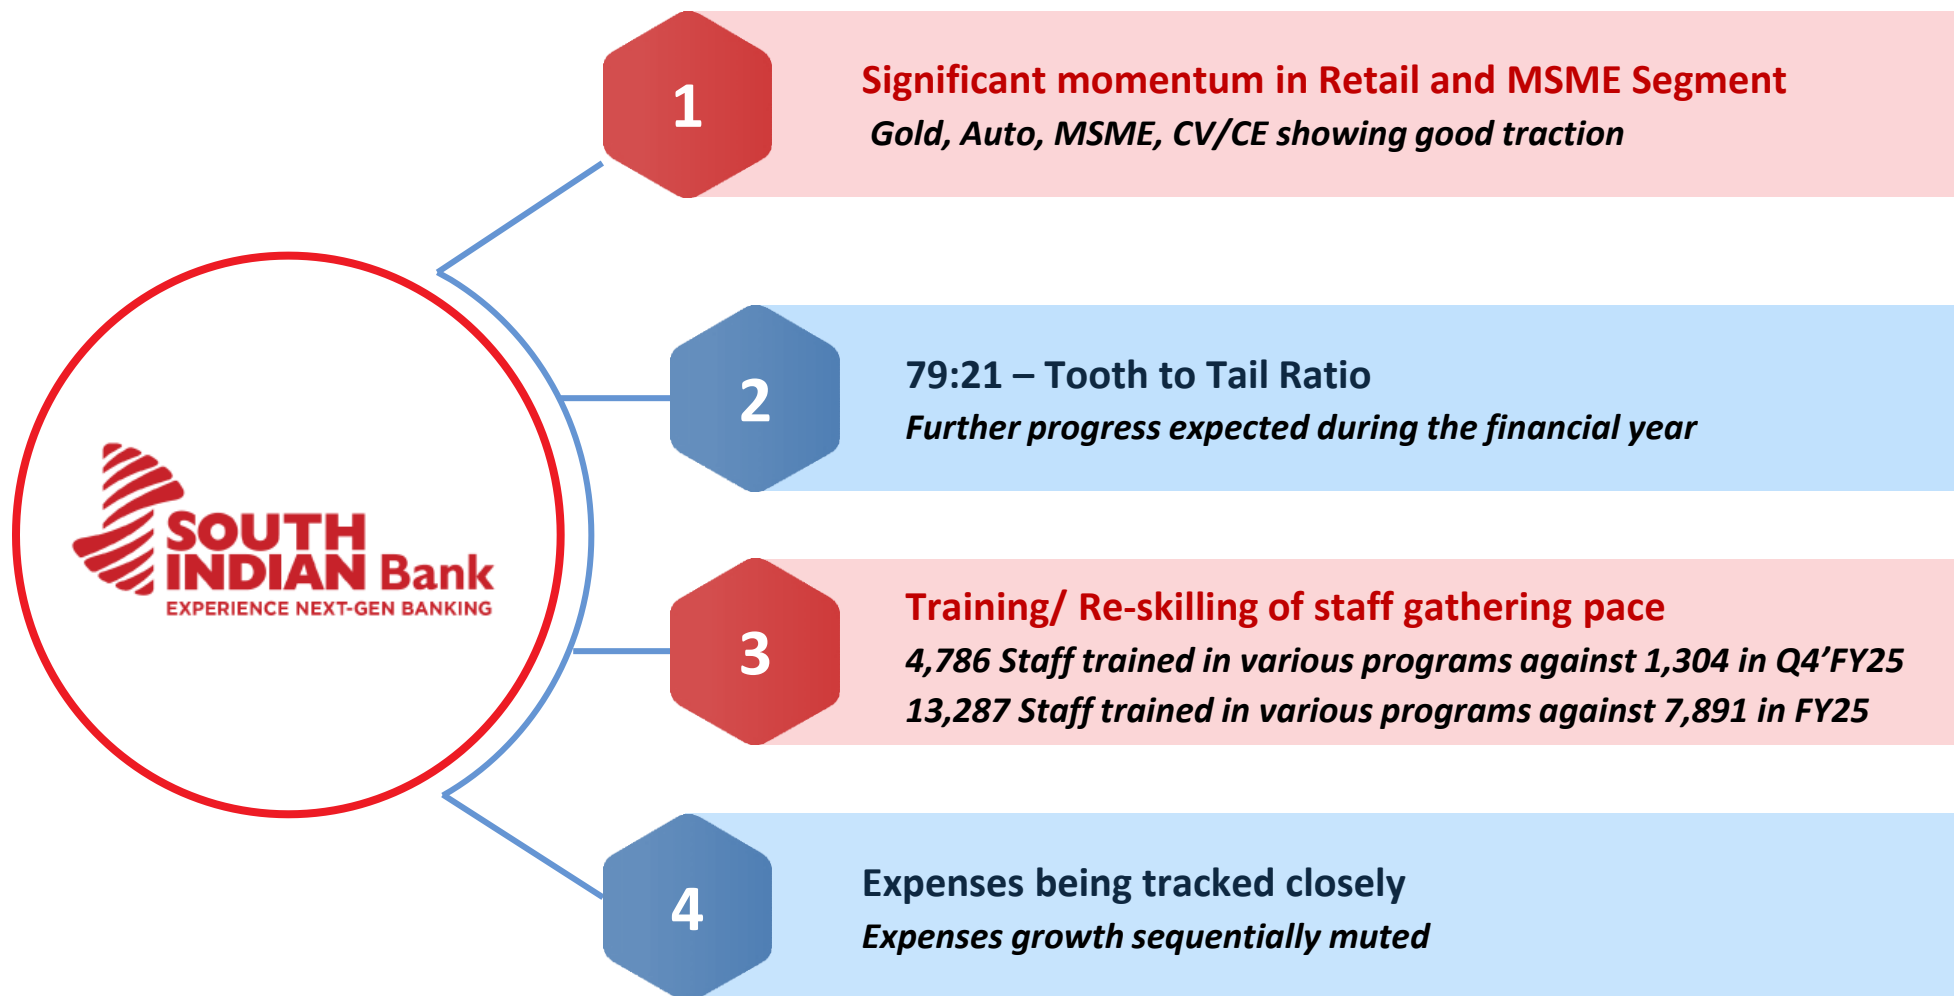 1
Significant momentum in Retail and MSME Segment
Gold, Auto, MSME, CV/CE showing good traction
2
79:21 – Tooth to Tail Ratio
Further progress expected during the financial year
SOUTH
INDIAN Bank
EXPERIENCE NEXT-GEN BANKING
3
Training/ Re-skilling of staff gathering pace
4,786 Staff trained in various programs against 1,304 in Q4’FY25
13,287 Staff trained in various programs against 7,891 in FY25
4
Expenses being tracked closely
Expenses growth sequentially muted